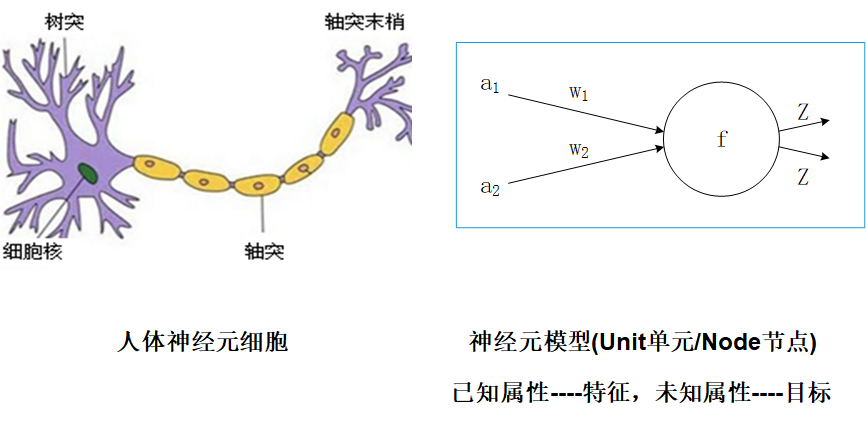 树突
轴突末梢
细胞核
轴突
人体神经元细胞
a1
w1
w2
a2
f
Z
Z
神经元模型(Unit单元/Node节点)
已知属性----特征，未知属性----目标